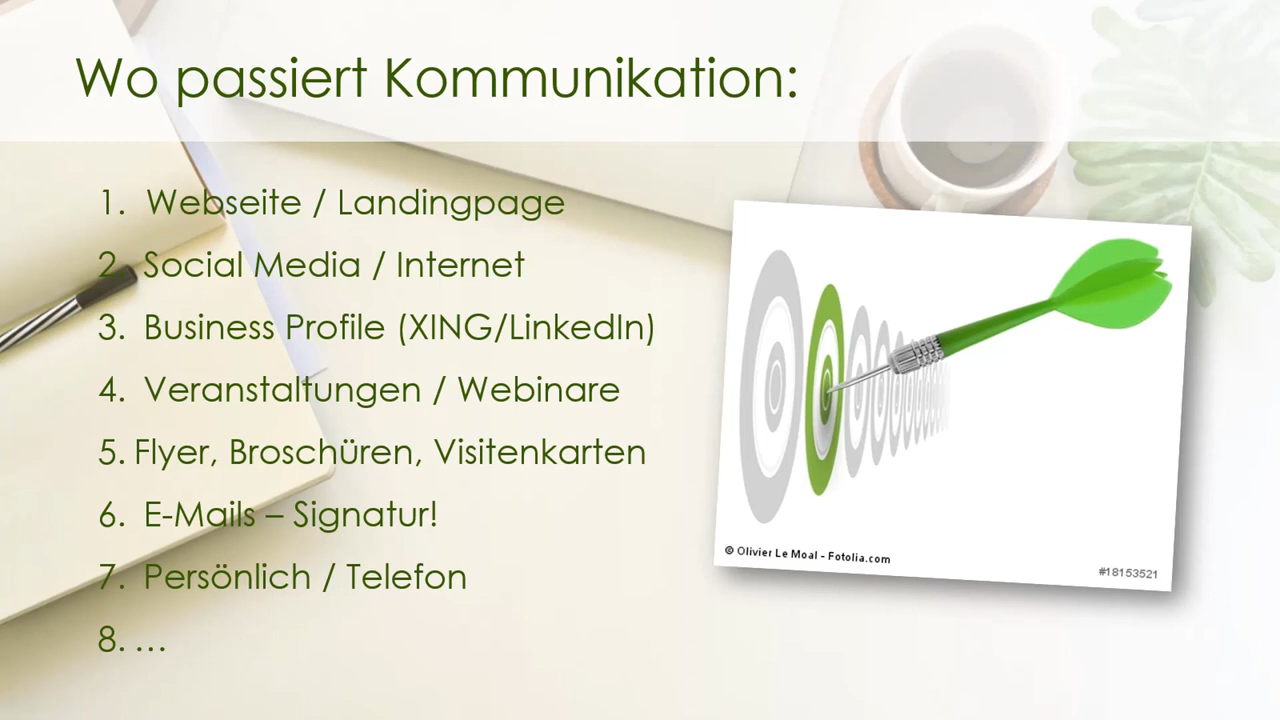 Wo passiert Kommunikation:
1. Webseite / Landingpage
2. Social Media / Internet
3. Business Profile (XING/LinkedIn)
4. Veranstaltungen / Webinare
5. Flyer, Broschüren, Visitenkarten
6. E-Mails – Signatur!
7. Persönlich / Telefon
8. …
© Olivier Le Moal - Fotolia.com
#18153521